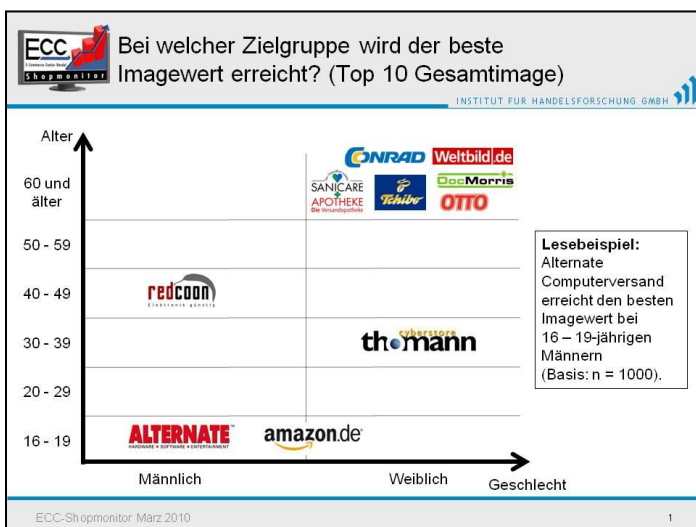 ECC
E-Commerce-Center Handel
Shopmonitor
Bei welcher Zielgruppe wird der beste
Imagewert erreicht? (Top 10 Gesamtimage)
INSTITUT FÜR HANDELSFORSCHUNG GMBH
Alter
60 und
älter
50 - 59
40 - 49
30 - 39
20 - 29
16 - 19
CONRAD
Weltbild.de
SANICARE
APOTHEKE
Die Versandapotheke
Tchibo
DocMorris
OTTO
redcoon
Elektronik günstig
cyberstore
thomann
ALTERNATE
HARDWARE • SOFTWARE • ENTERTAINMENT
amazon.de
Männlich
Weiblich
Geschlecht
Lesebeispiel:
Alternate
Computerversand
erreicht den besten
Imagewert bei
16 – 19-jährigen
Männern
(Basis: n = 1000).
ECC-Shopmonitor März 2010
1